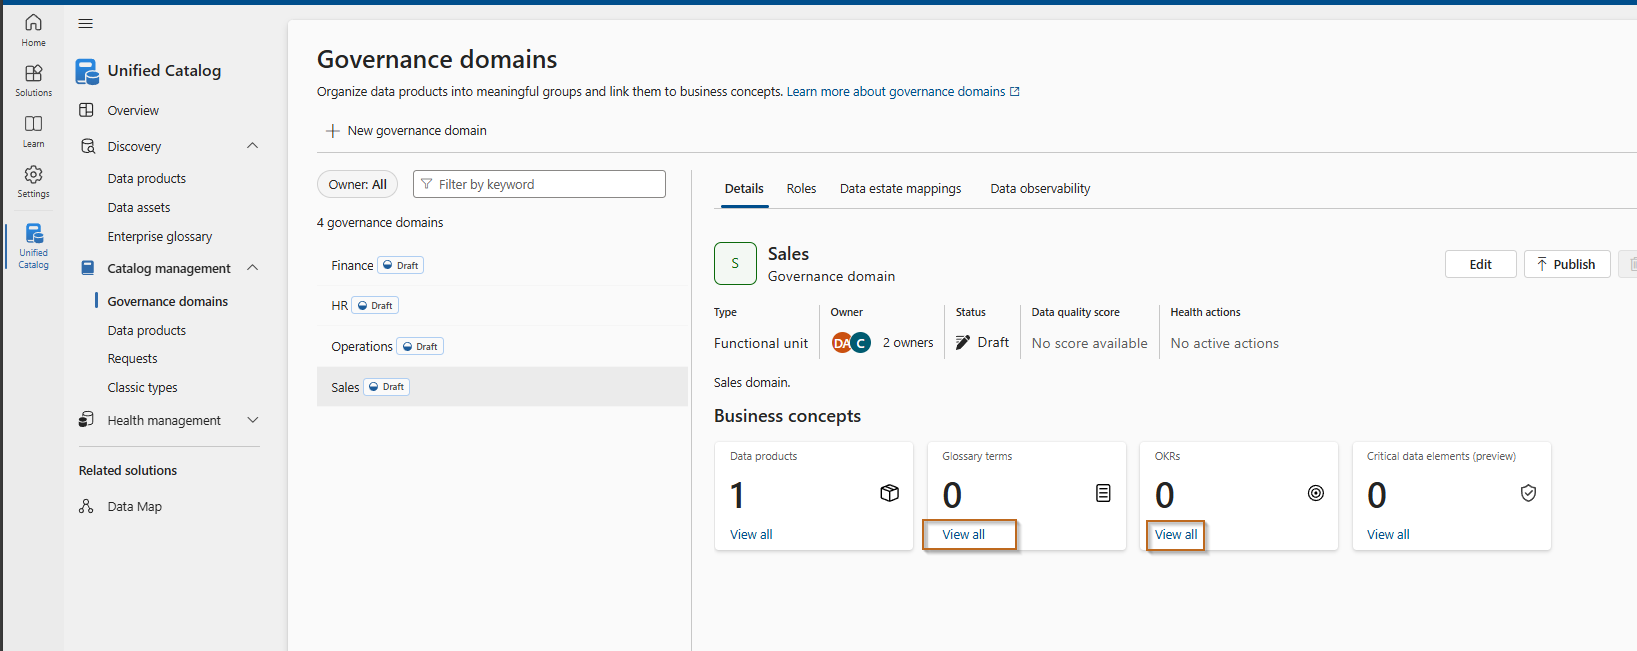 Home
Solutions
Learn
Settings
Unified
Catalog
Unified Catalog
Overview
Discovery
Data products
Data assets
Enterprise glossary
Catalog management
Governance domains
Data products
Requests
Classic types
Health management
Related solutions
Data Map
Governance domains
Organize data products into meaningful groups and link them to business concepts. Learn more about governance domains
New governance domain
Owner: All
Filter by keyword
4 governance domains
Finance Draft
HR Draft
Operations Draft
Sales Draft
Details Roles Data estate mappings Data observability
S
Sales
Governance domain
Edit Publish
Type Owner Status Data quality score Health actions
Functional unit DA C 2 owners Draft No score available No active actions
Sales domain.
Business concepts
Data products
1
View all
Glossary terms
0
View all
OKRs
0
View all
Critical data elements (preview)
0
View all